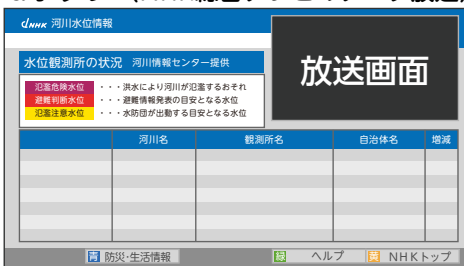 dNHK 河川水位情報
放送画面
水位観測所の状況 河川情報センター提供
氾濫危険水位 ・・・洪水により河川が氾濫するおそれ
避難判断水位 ・・・避難情報発表の目安となる水位
氾濫注意水位 ・・・水防団が出動する目安となる水位
河川名 観測所名 自治体名 増減
青 防災・生活情報 緑 ヘルプ 黄 NHKトップ